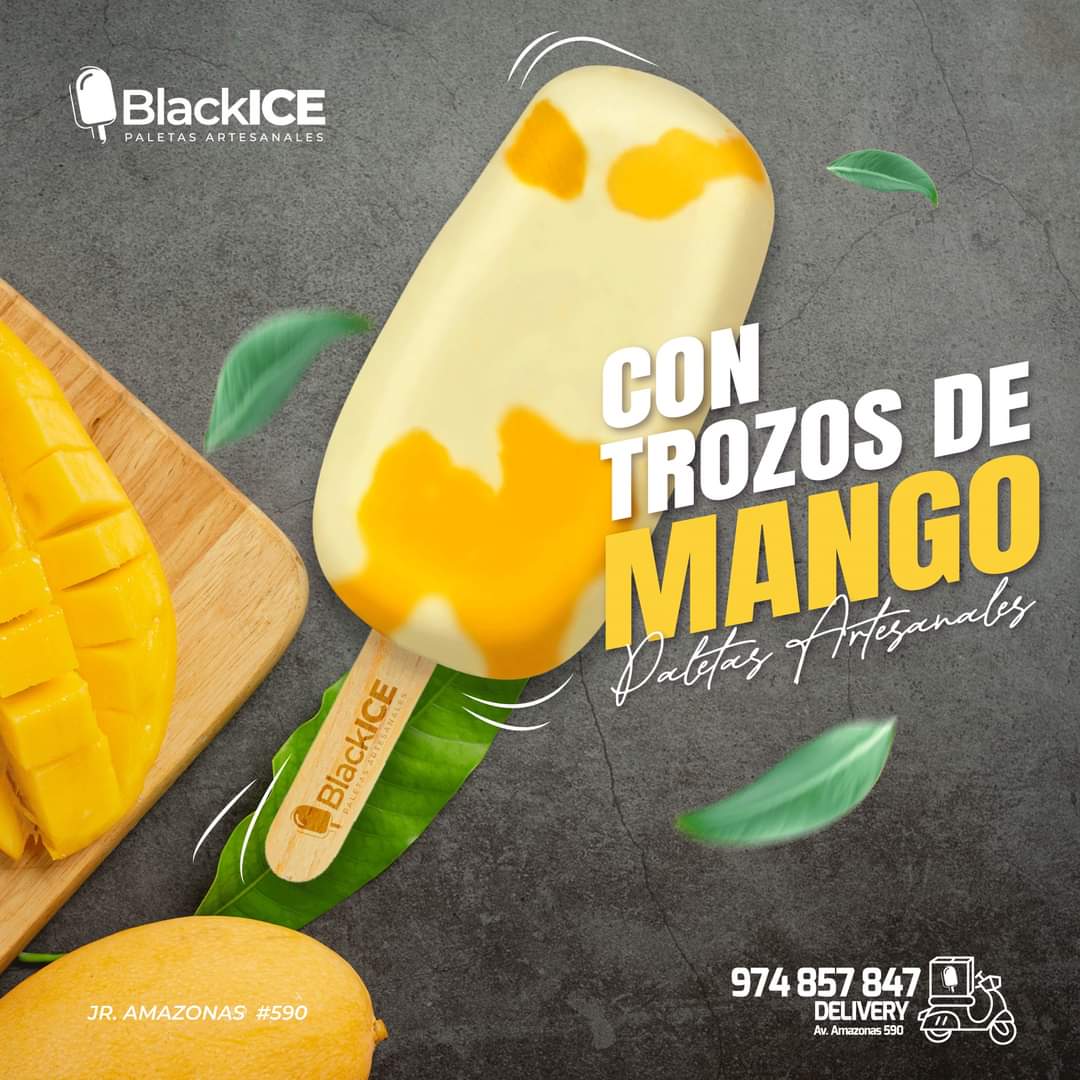 BlackICE
PALETAS ARTESANALES
CON
TROZOS DE
MANGO
Paletas Artesanales
BlackICE
PALETAS ARTESANALES
JR. AMAZONAS #590
974 857 847
DELIVERY
Av. Amazonas 590